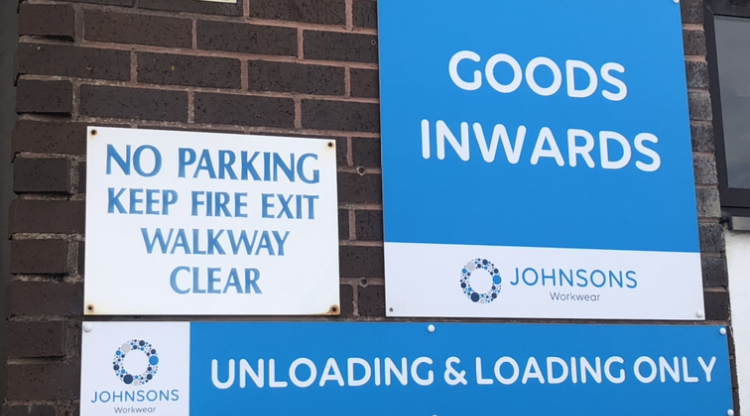 NO PARKING
KEEP FIRE EXIT
WALKWAY
CLEAR
GOODS
INWARDS
JOHNSONS
Workwear
JOHNSONS
Workwear
UNLOADING & LOADING ONLY